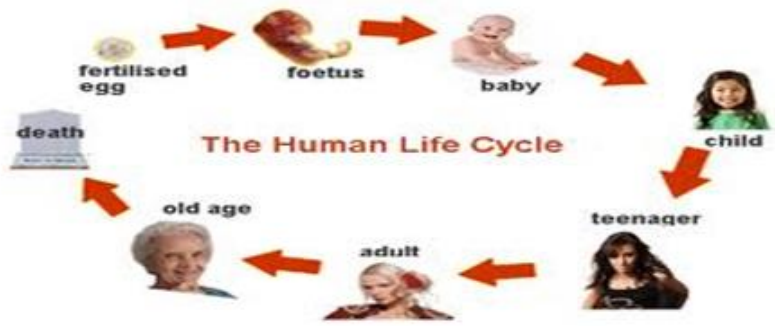 fertilised
egg
foetus
baby
child
teenager
adult
old age
death
The Human Life Cycle